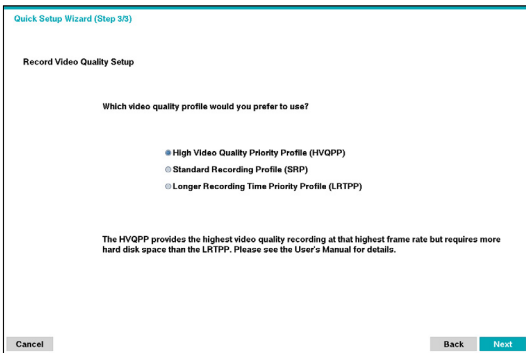 Quick Setup Wizard (Step 3/3)
Record Video Quality Setup
Which video quality profile would you prefer to use?
High Video Quality Priority Profile (HVQPP)
Standard Recording Profile (SRP)
Longer Recording Time Priority Profile (LRTPP)
The HVQPP provides the highest video quality recording at that highest frame rate but requires more
hard disk space than the LRTPP. Please see the User's Manual for details.
Cancel
Back
Next